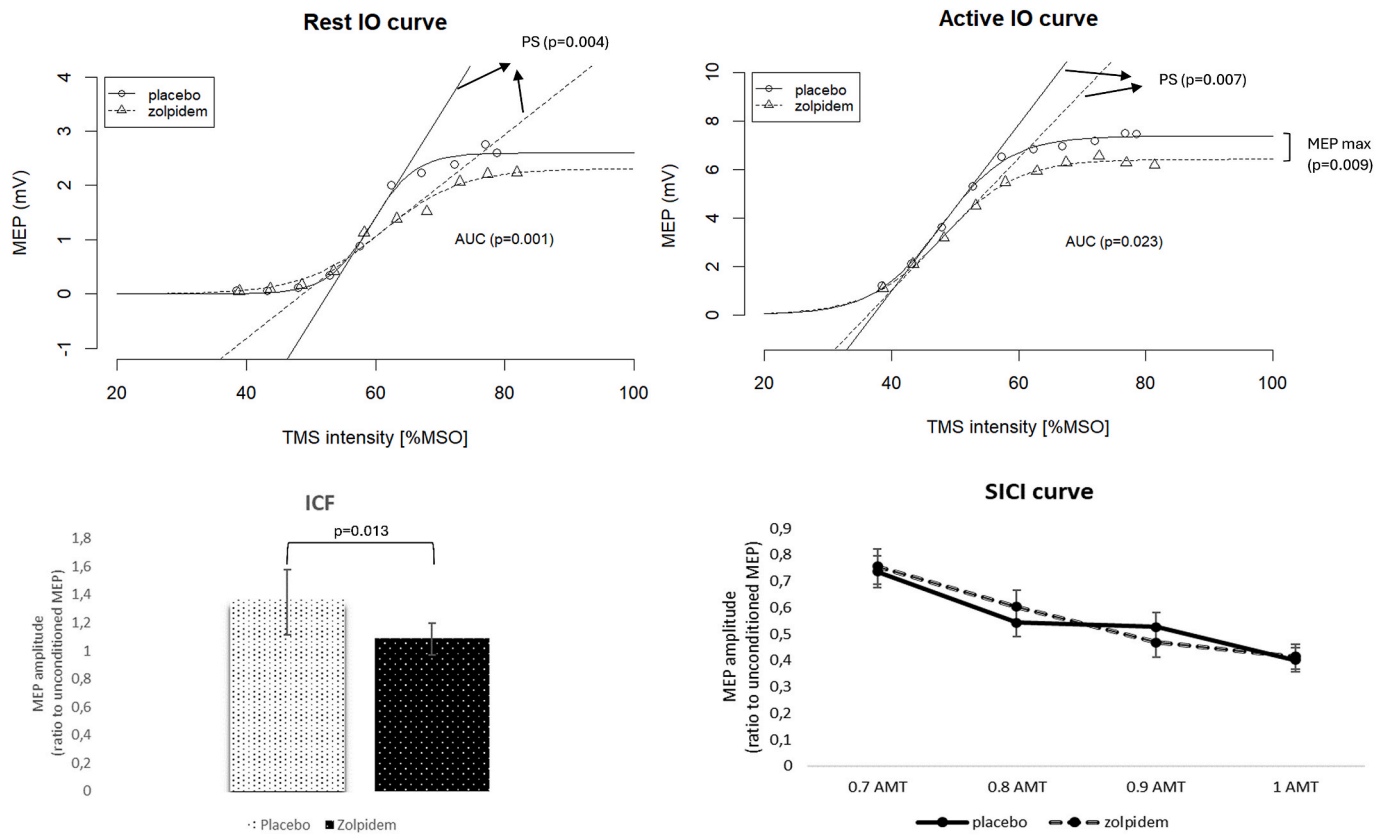 Rest IO curve
PS (p=0.004)
placebo
zolpidem
AUC (p=0.001)
MEP (mV)
4
3
2
1
0
-1
20 40 60 80 100
TMS intensity [%MSO]
Active IO curve
PS (p=0.007)
placebo
zolpidem
MEP max
(p=0.009)
AUC (p=0.023)
MEP (mV)
10
8
6
4
2
0
20 40 60 80 100
TMS intensity [%MSO]
ICF
p=0.013
MEP amplitude
(ratio to unconditioned MEP)
1,8
1,6
1,4
1,2
1
0,8
0,6
0,4
0,2
0
Placebo Zolpidem
SICI curve
MEP amplitude
(ratio to unconditioned MEP)
0,9
0,8
0,7
0,6
0,5
0,4
0,3
0,2
0,1
0
0.7 AMT 0.8 AMT 0.9 AMT 1 AMT
placebo zolpidem